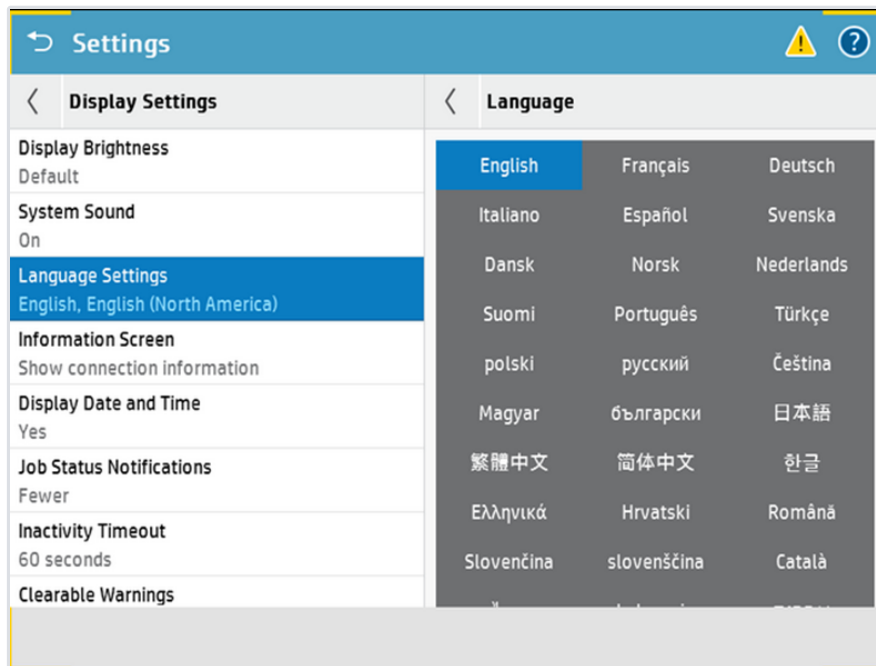 Settings
Display Settings
Display Brightness
Default
System Sound
On
Language Settings
English, English (North America)
Information Screen
Show connection information
Display Date and Time
Yes
Job Status Notifications
Fewer
Inactivity Timeout
60 seconds
Clearable Warnings
Language
English Français Deutsch
Italiano Español Svenska
Dansk Norsk Nederlands
Suomi Português Türkçe
polski русский Čeština
Magyar български 日本語
繁體中文 简体中文 한글
Ελληνικά Hrvatski Română
Slovenčina slovenščina Català